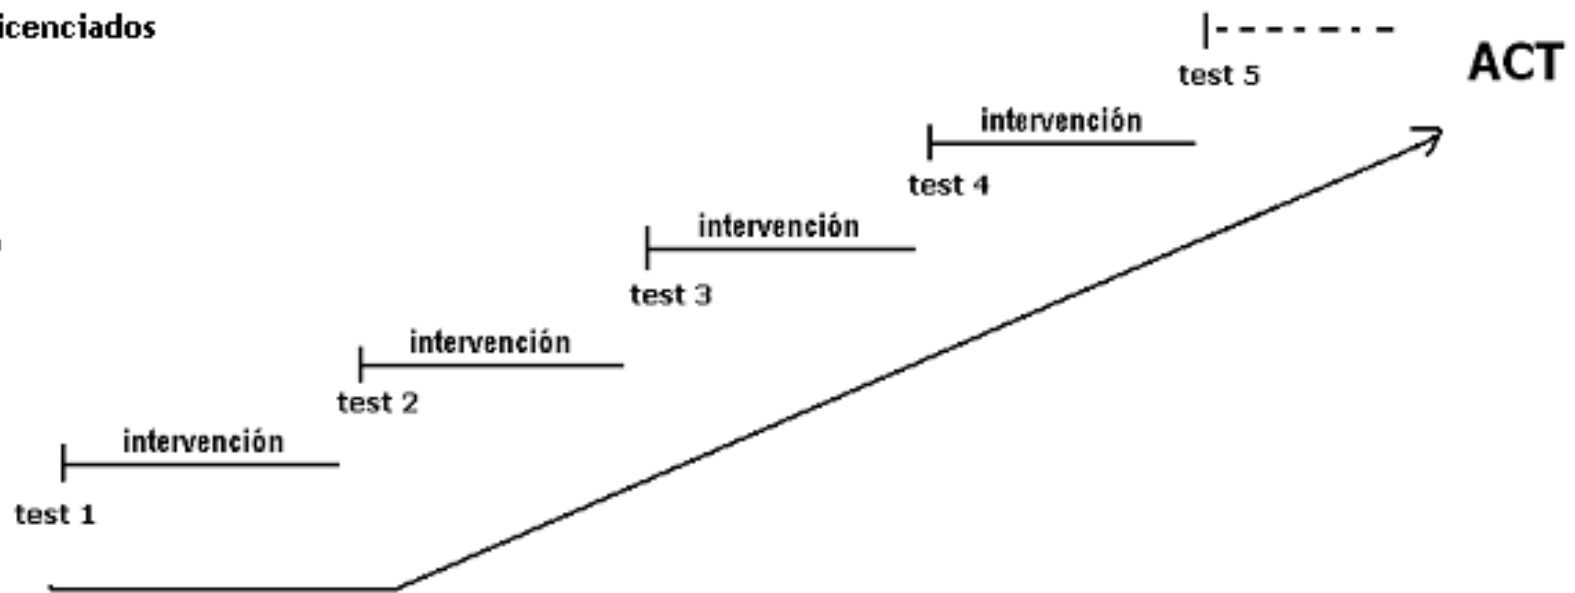 icenciados
test 5
ACT
intervención
test 4
intervención
test 3
intervención
test 2
intervención
test 1